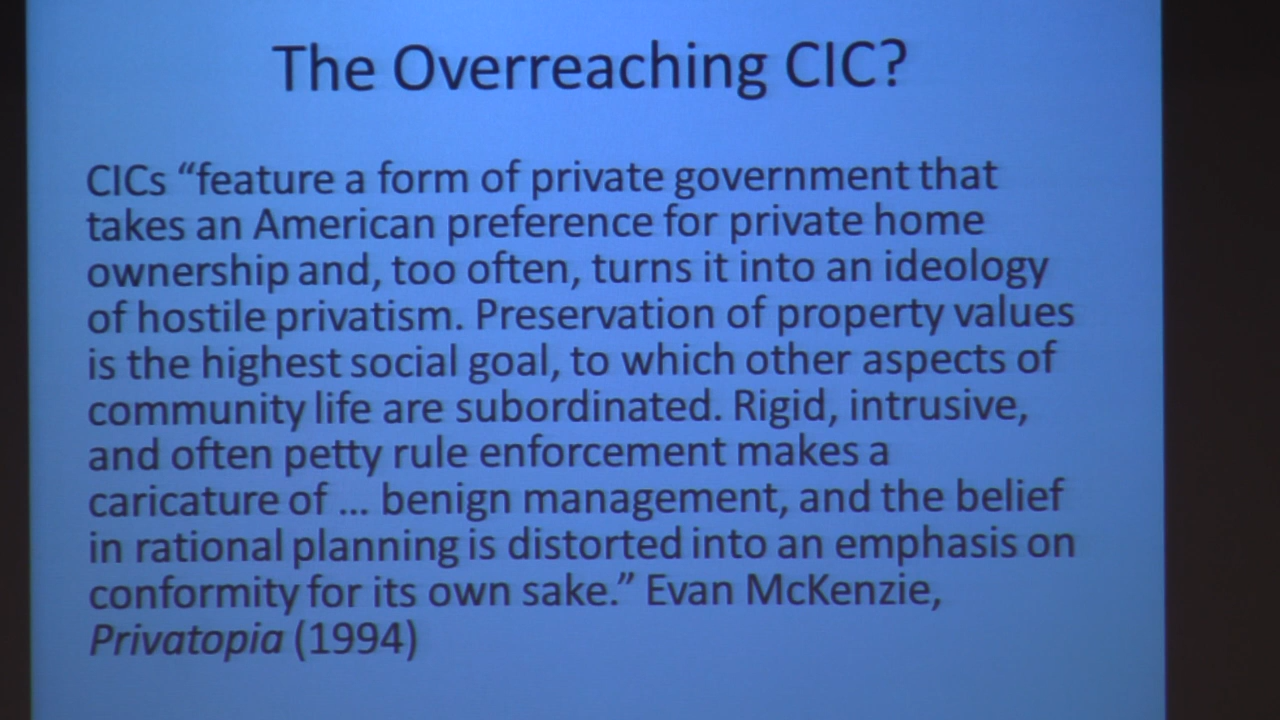 The Overreaching CIC?
CICs “feature a form of private government that
takes an American preference for private home
ownership and, too often, turns it into an ideology
of hostile privatism. Preservation of property values
is the highest social goal, to which other aspects of
community life are subordinated. Rigid, intrusive,
and often petty rule enforcement makes a
caricature of ... benign management, and the belief
in rational planning is distorted into an emphasis on
conformity for its own sake.” Evan McKenzie,
Privatopia (1994)